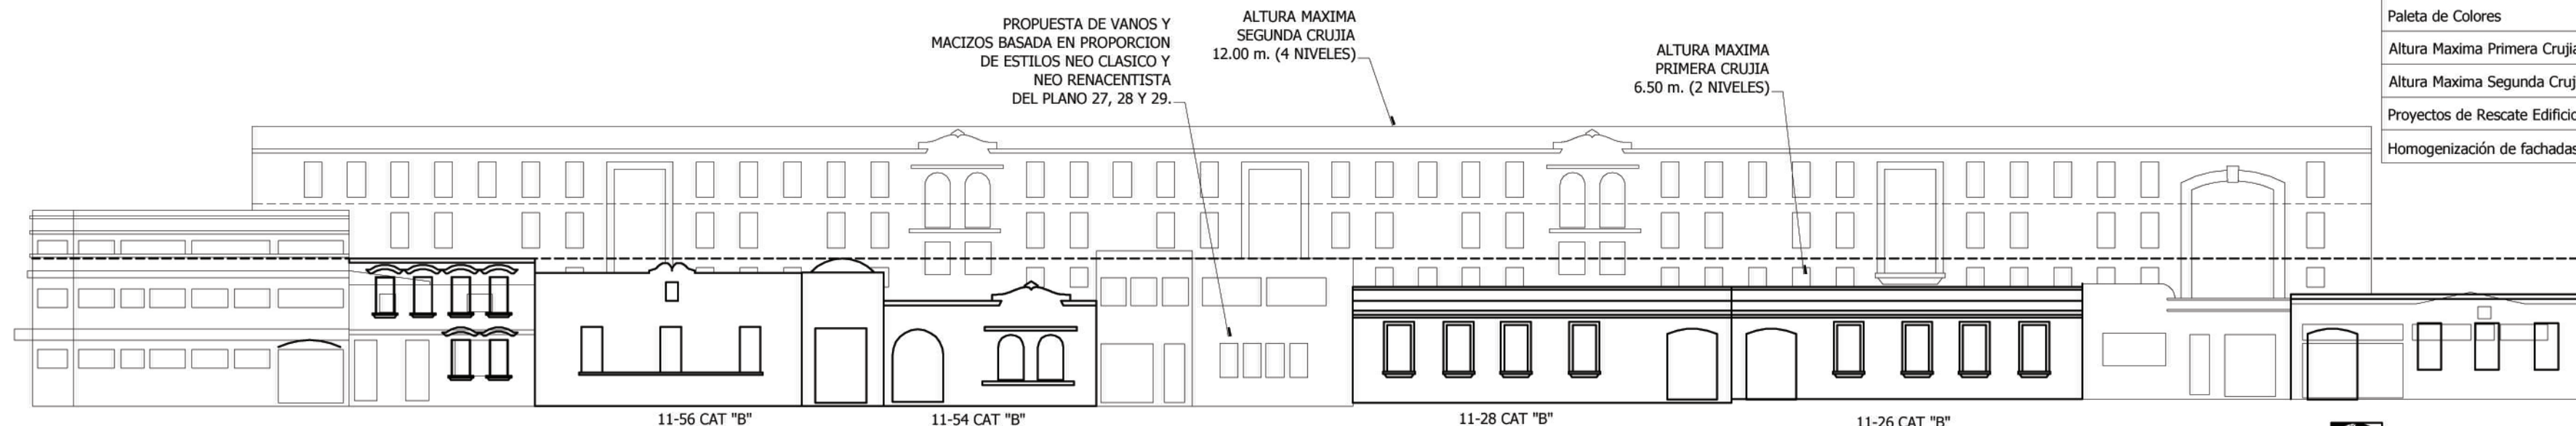 PROPUESTA DE VANOS Y
MACIZOS BASADA EN PROPORCION
DE ESTILOS NEO CLASICO Y
NEO RENACENTISTA
DEL PLANO 27, 28 Y 29.
ALTURA MAXIMA
SEGUNDA CRUJIA
12.00 m. (4 NIVELES)
ALTURA MAXIMA
PRIMERA CRUJIA
6.50 m. (2 NIVELES)
Paleta de Colores
Altura Maxima Primera Crujia
Altura Maxima Segunda Cruj
Proyectos de Rescate Edificio
Homogenización de fachadas
11-56 CAT "B"
11-54 CAT "B"
11-28 CAT "B"
11-26 CAT "B"